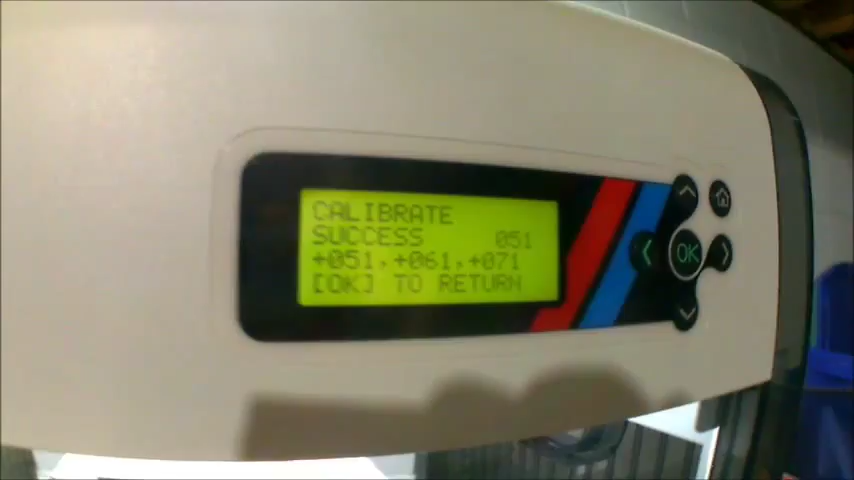 CALIBRATE
SUCCESS 051
+051,+061,+071
[OK] TO RETURN
OK